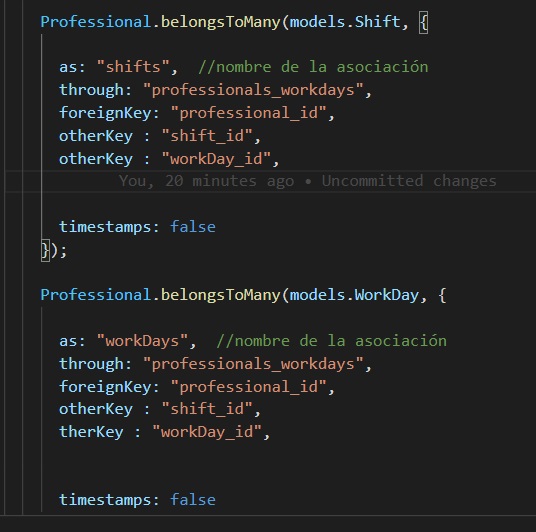 Professional.belongsToMany(models.Shift, {
as: "shifts",  //nombre de la asociación
through: "professionals_workdays",
foreignKey: "professional_id",
otherKey : "shift_id",
otherKey : "workDay_id",
You, 20 minutes ago • Uncommitted changes
timestamps: false
});
Professional.belongsToMany(models.WorkDay, {
as: "workDays",  //nombre de la asociación
through: "professionals_workdays",
foreignKey: "professional_id",
otherKey : "shift_id",
therKey : "workDay_id",
timestamps: false